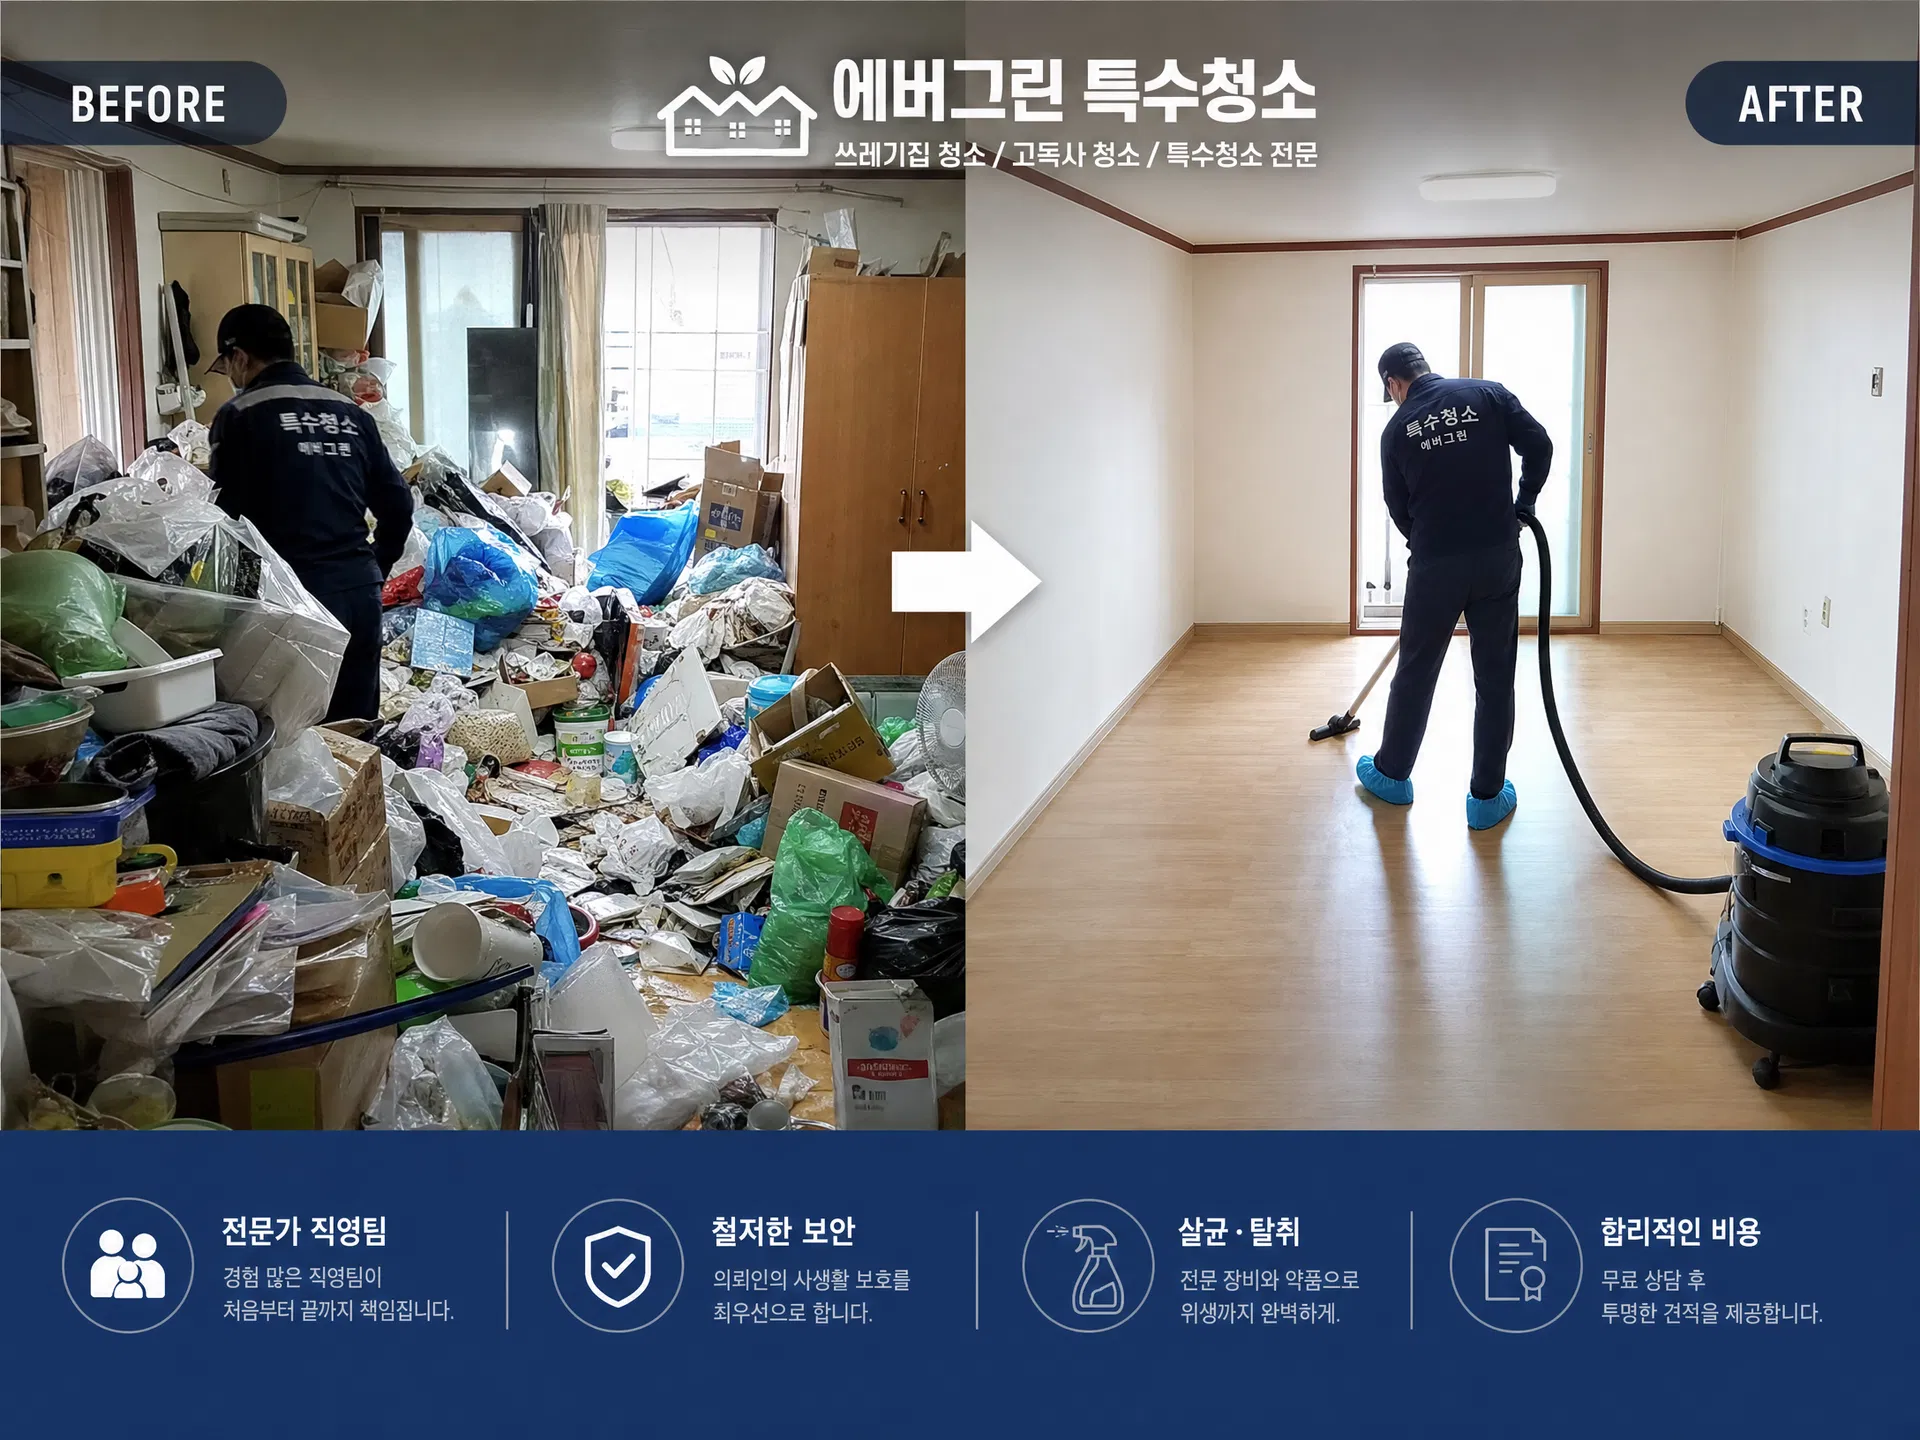 BEFORE
에버그린 특수청소
쓰레기집 청소 / 고독사 청소 / 특수청소 전문
AFTER
특수청소
에버그린
특수청소
에버그린
전문가 직영팀
경험 많은 직영팀이
처음부터 끝까지 책임집니다.
철저한 보안
의뢰인의 사생활 보호를
최우선으로 합니다.
살균·탈취
전문 장비와 약품으로
위생까지 완벽하게.
합리적인 비용
무료 상담 후
투명한 견적을 제공합니다.